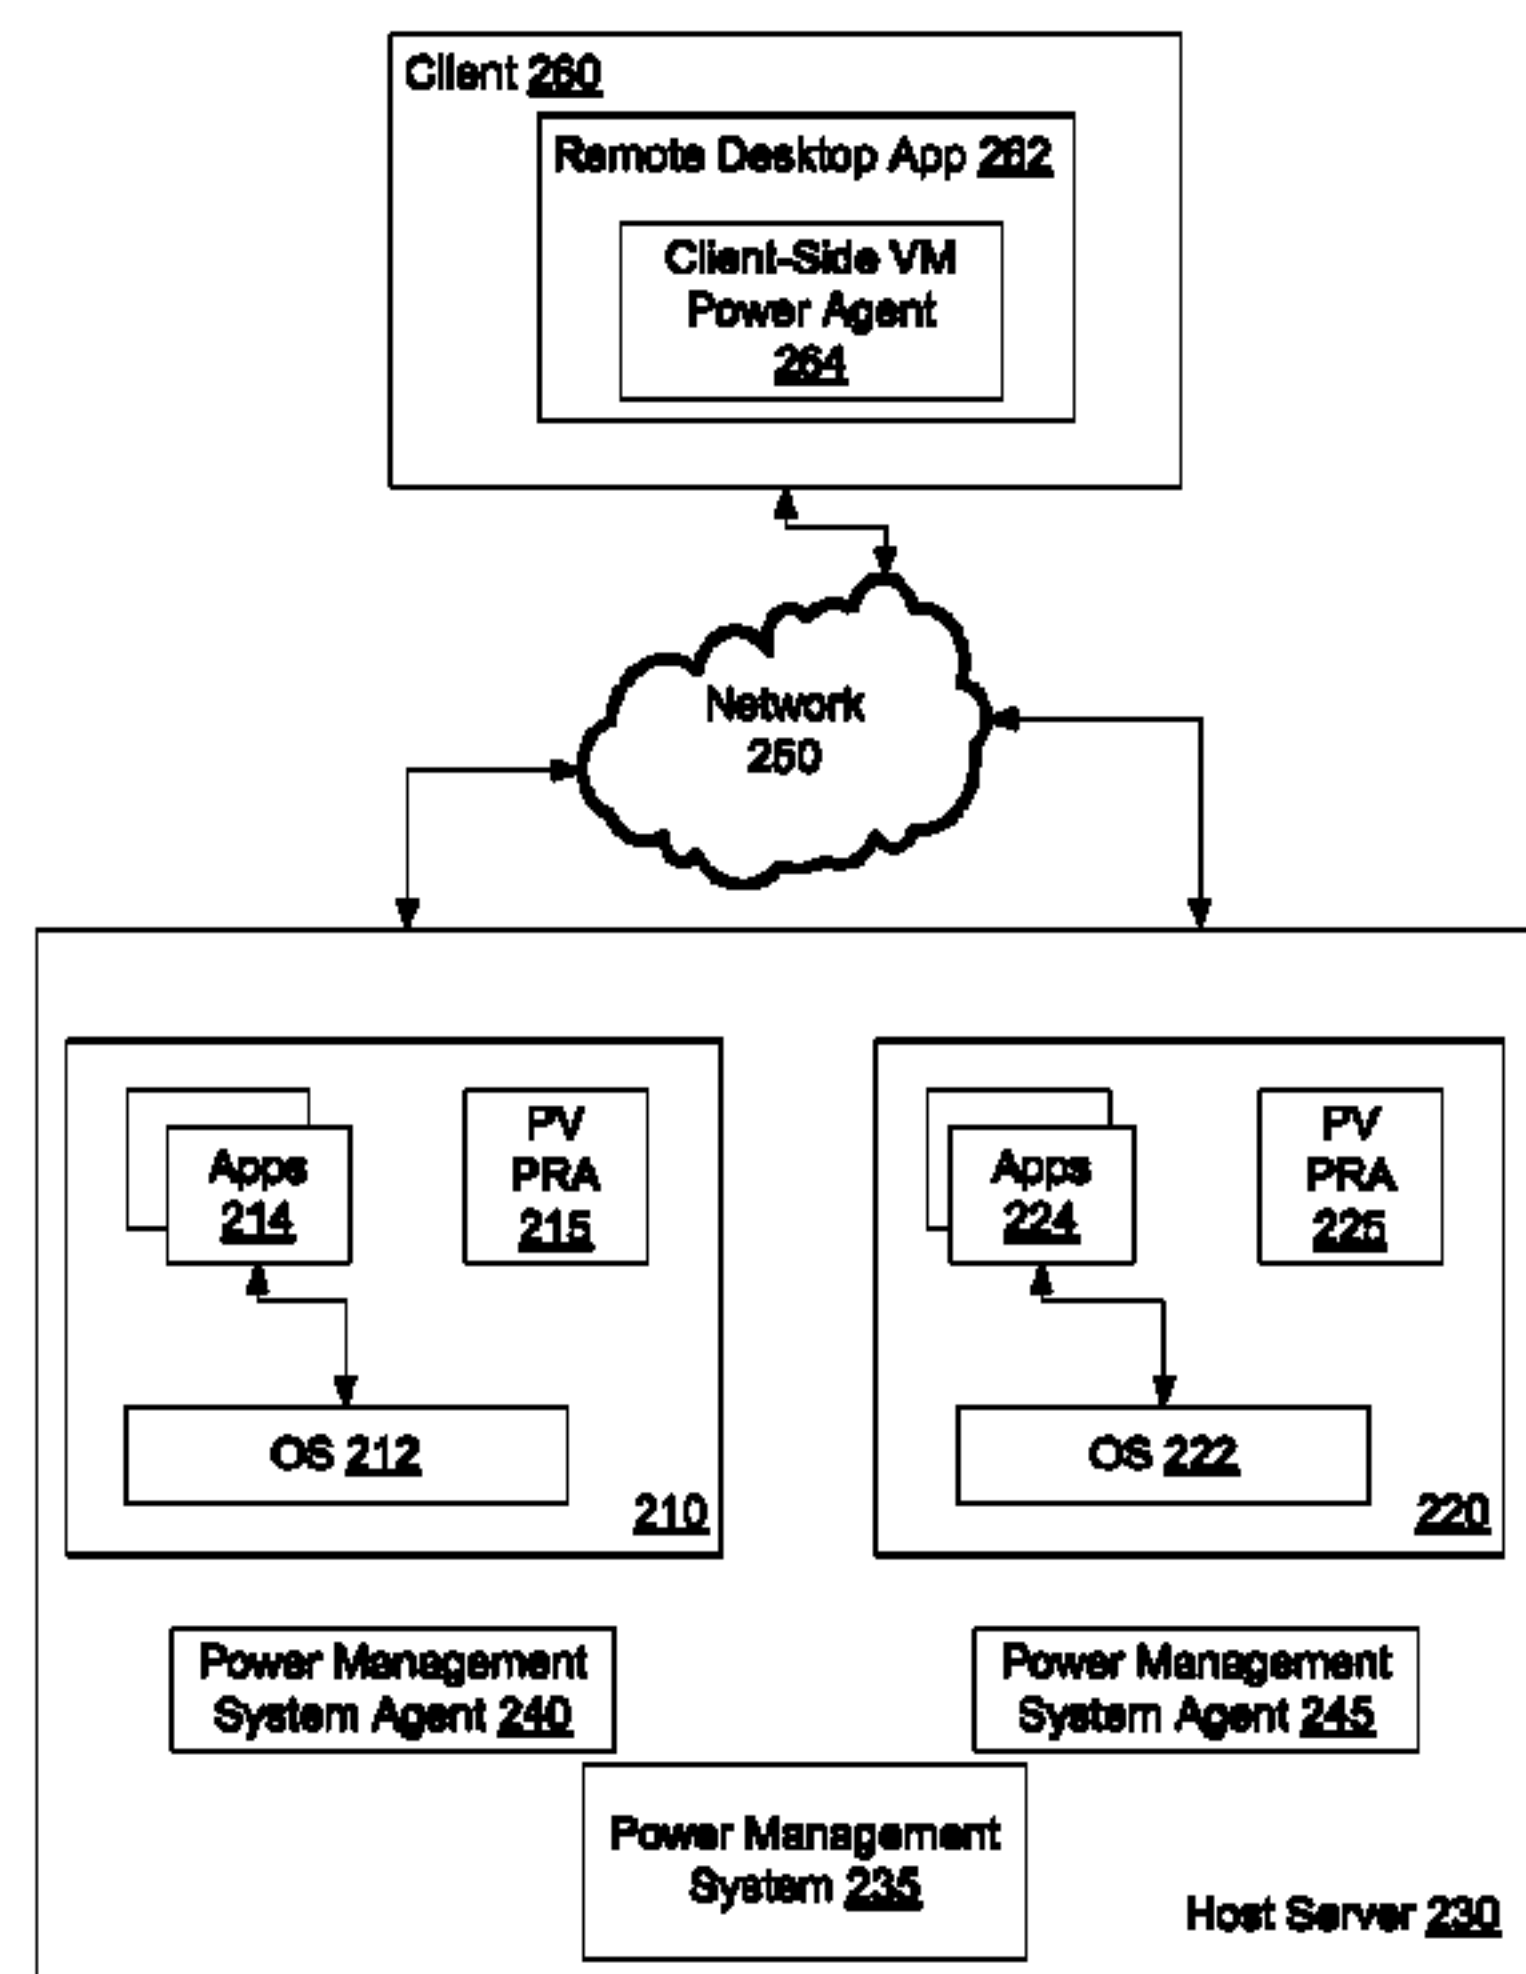 Client 260
Remote Desktop App 262
Client-Side VM
Power Agent
264
Network
250
Apps
214
PV
PRA
215
OS 212
210
Apps
224
PV
PRA
225
OS 222
220
Power Management
System Agent 240
Power Management
System Agent 245
Power Management
System 235
Host Server 230